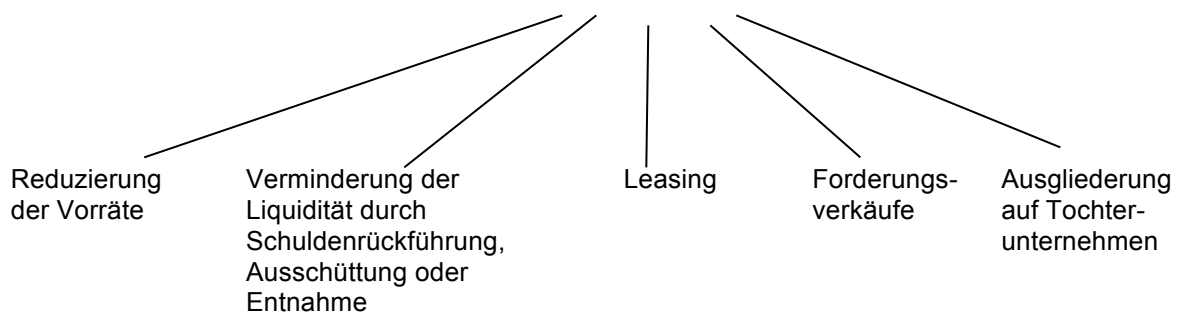 Reduzierung
der Vorräte
Verminderung der
Liquidität durch
Schuldenrückführung,
Ausschüttung oder
Entnahme
Leasing
Forderungs-
verkäufe
Ausgliederung
auf Tochter-
unternehmen